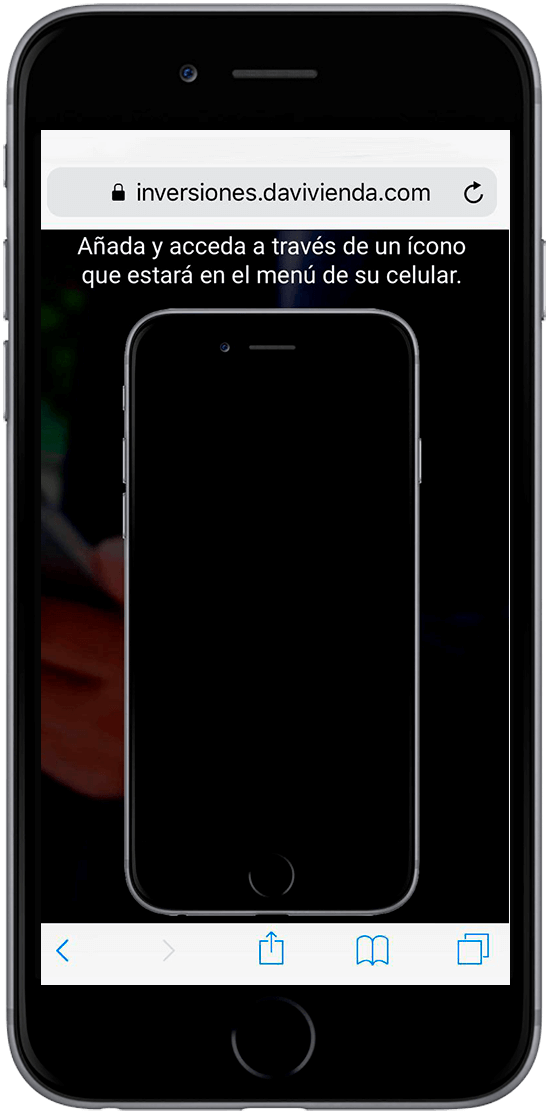 inversiones.davivienda.com
Añada y acceda a través de un ícono
que estará en el menú de su celular.